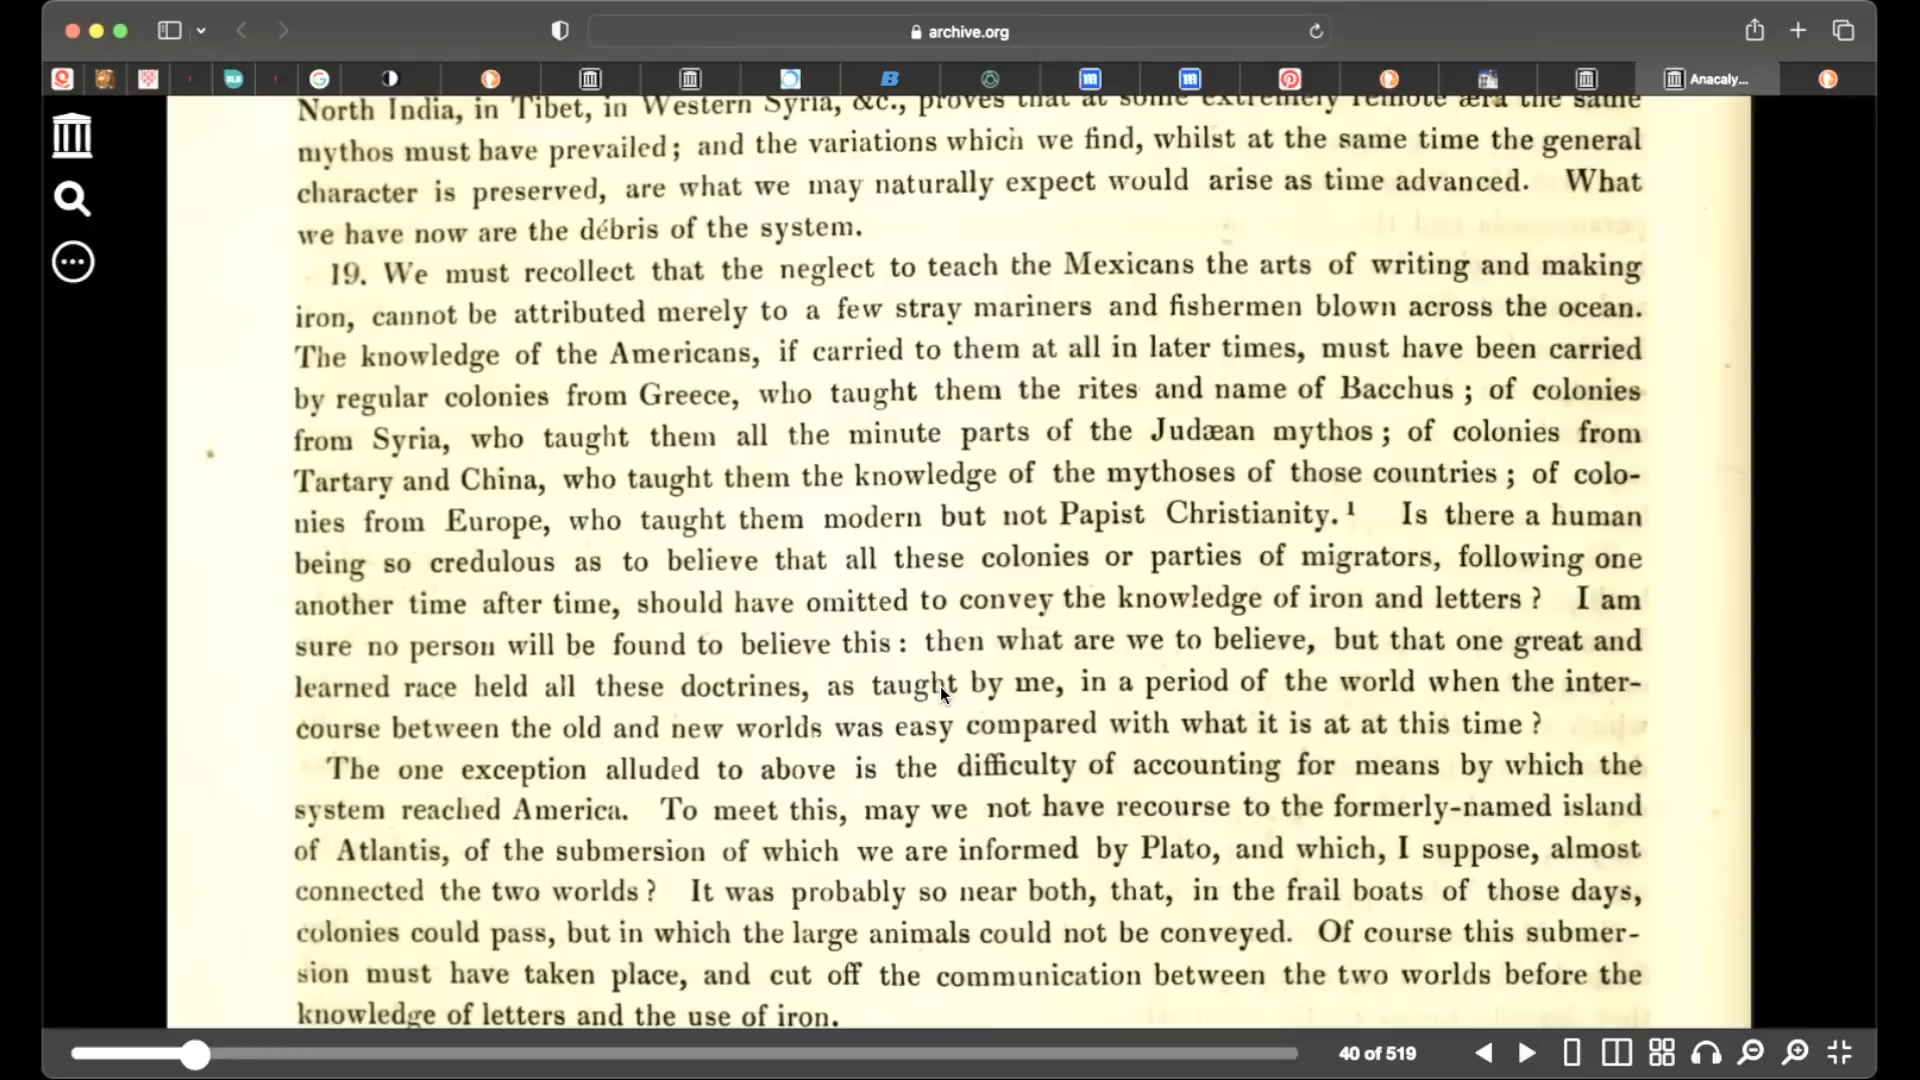 archive.org
SLB
Anacaly...
North India, in Tibet, in Western Syria, &c., proves that at some extremely remote æra the same
mythos must have prevailed; and the variations which we find, whilst at the same time the general
character is preserved, are what we may naturally expect would arise as time advanced. What
we have now are the débris of the system.
19. We must recollect that the neglect to teach the Mexicans the arts of writing and making
iron, cannot be attributed merely to a few stray mariners and fishermen blown across the ocean.
The knowledge of the Americans, if carried to them at all in later times, must have been carried
by regular colonies from Greece, who taught them the rites and name of Bacchus; of colonies
from Syria, who taught them all the minute parts of the Judæan mythos; of colonies from
Tartary and China, who taught them the knowledge of the mythoses of those countries; of colo-
nies from Europe, who taught them modern but not Papist Christianity.¹ Is there a human
being so credulous as to believe that all these colonies or parties of migrators, following one
another time after time, should have omitted to convey the knowledge of iron and letters? I am
sure no person will be found to believe this: then what are we to believe, but that one great and
learned race held all these doctrines, as taught by me, in a period of the world when the inter-
course between the old and new worlds was easy compared with what it is at at this time?
The one exception alluded to above is the difficulty of accounting for means by which the
system reached America. To meet this, may we not have recourse to the formerly-named island
of Atlantis, of the submersion of which we are informed by Plato, and which, I suppose, almost
connected the two worlds? It was probably so near both, that, in the frail boats of those days,
colonies could pass, but in which the large animals could not be conveyed. Of course this submer-
sion must have taken place, and cut off the communication between the two worlds before the
knowledge of letters and the use of iron.
40 of 519